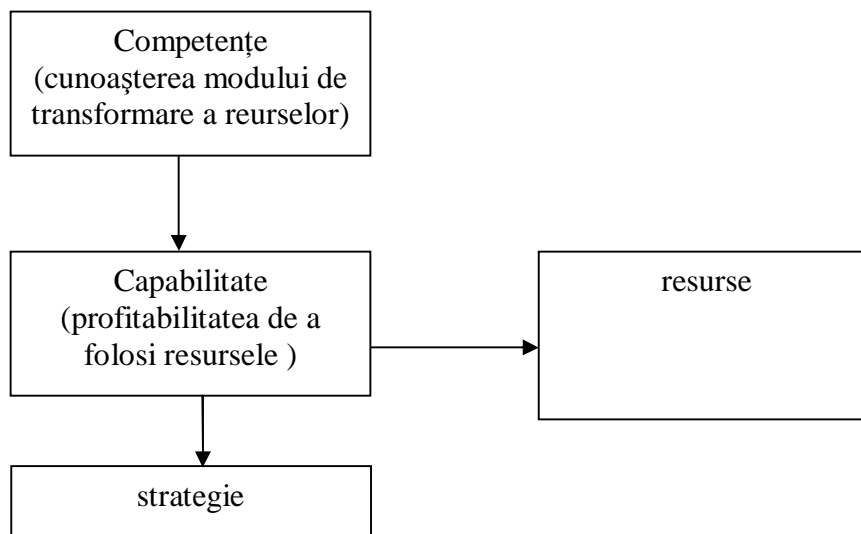 Competențe
(cunoaşterea modului de
transformare a reurselor)
Capabilitate
(profitabilitatea de a
folosi resursele )
resurse
strategie